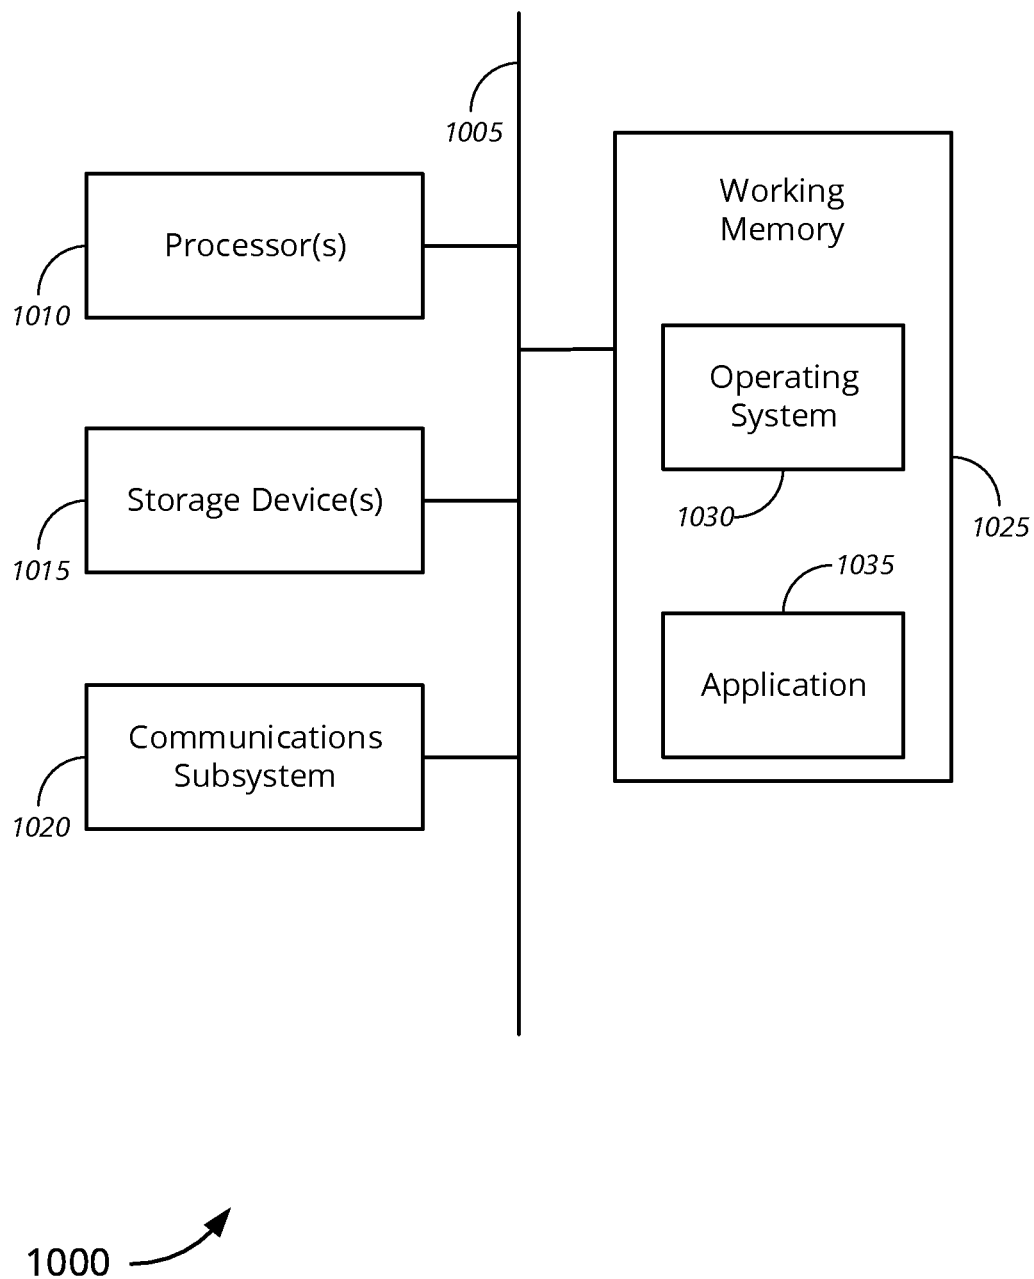 1005
Processor(s)
1010
Storage Device(s)
1015
Communications
Subsystem
1020
Working
Memory
Operating
System
1030
1025
1035
Application
1000